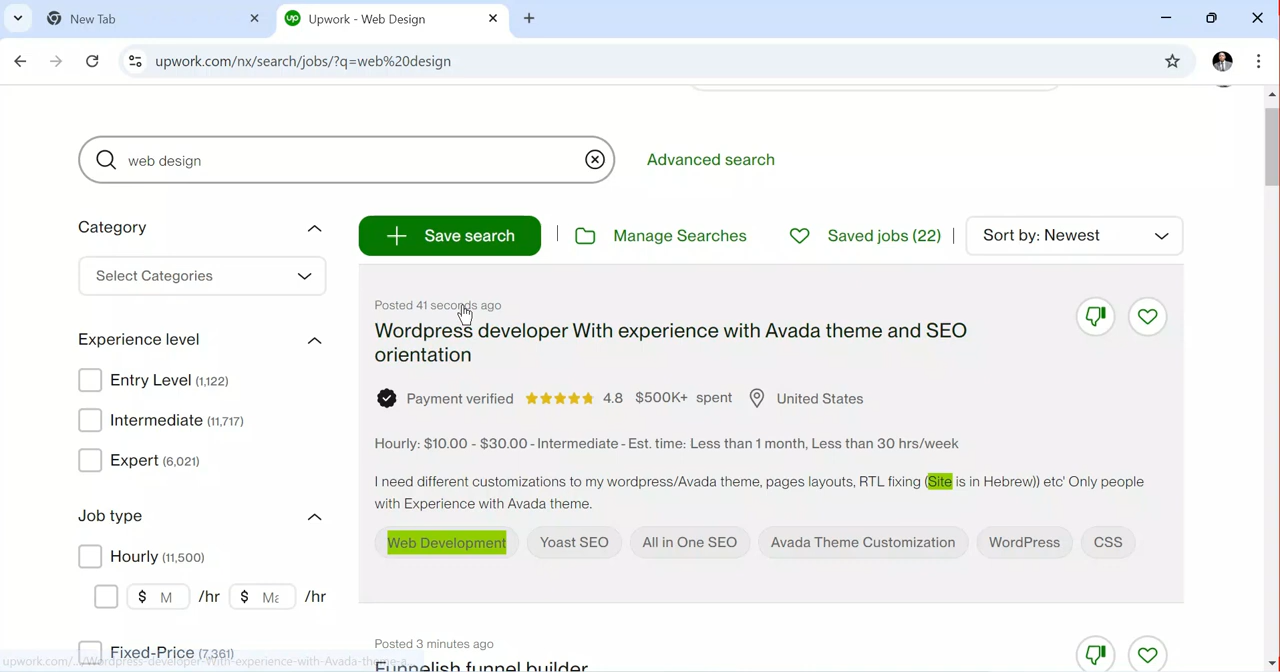 New Tab
Upwork - Web Design
upwork.com/nx/search/jobs/?q=web%20design
web design
Advanced search
Category
Select Categories
Experience level
Entry Level (1,122)
Intermediate (11,717)
Expert (6,021)
Job type
Hourly (11,500)
$ M /hr $ Ma /hr
Fixed-Price (7,361)
Save search
Manage Searches
Saved jobs (22)
Sort by: Newest
Posted 41 seconds ago
Wordpress developer With experience with Avada theme and SEO
orientation
Payment verified 4.8 $500K+ spent United States
Hourly: $10.00 - $30.00 - Intermediate - Est. time: Less than 1 month, Less than 30 hrs/week
I need different customizations to my wordpress/Avada theme, pages layouts, RTL fixing (Site is in Hebrew)) etc' Only people
with Experience with Avada theme.
Web Development Yoast SEO All in One SEO Avada Theme Customization WordPress CSS
Posted 3 minutes ago
Funnelish funnel builder